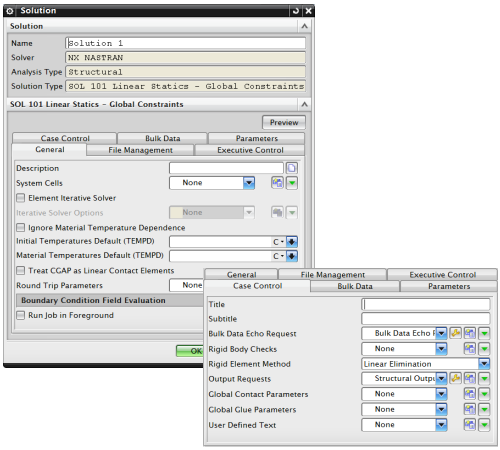 Solution
Solution
Name Solution 1
Solver NX NASTRAN
Analysis Type Structural
Solution Type SOL 101 Linear Statics - Global Constraints
SOL 101 Linear Statics - Global Constraints
Preview
Case Control Bulk Data Parameters
General File Management Executive Control
Description
System Cells None
Element Iterative Solver
Iterative Solver Options None
Ignore Material Temperature Dependence
Initial Temperatures Default (TEMPD) C
Material Temperatures Default (TEMPD) C
Treat CGAP as Linear Contact Elements
Round Trip Parameters None
Boundary Condition Field Evaluation
Run Job in Foreground
OK
General File Management Executive Control
Case Control Bulk Data Parameters
Title
Subtitle
Bulk Data Echo Request Bulk Data Echo
Rigid Body Checks None
Rigid Element Method Linear Elimination
Output Requests Structural
Global Contact Parameters None
Global Glue Parameters None
User Defined Text None